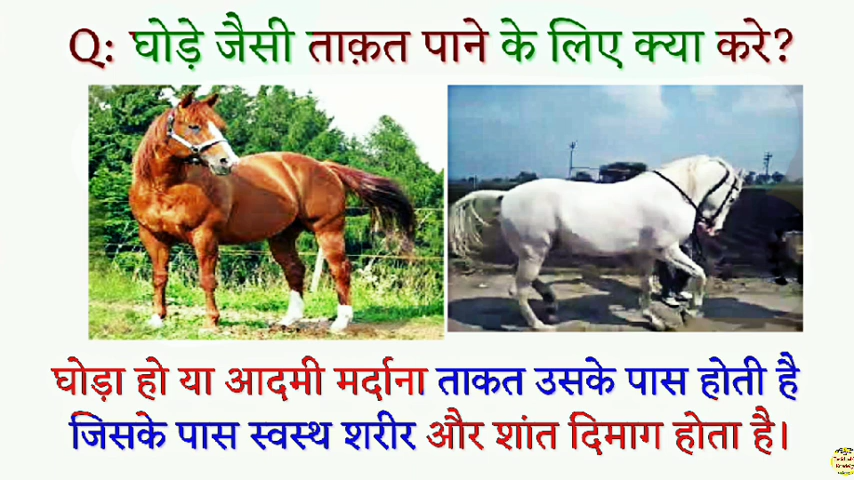 Q: घोड़े जैसी ताक़त पाने के लिए क्या करे?
घोड़ा हो या आदमी मर्दाना ताकत उसके पास होती है
जिसके पास स्वस्थ शरीर और शांत दिमाग होता है।